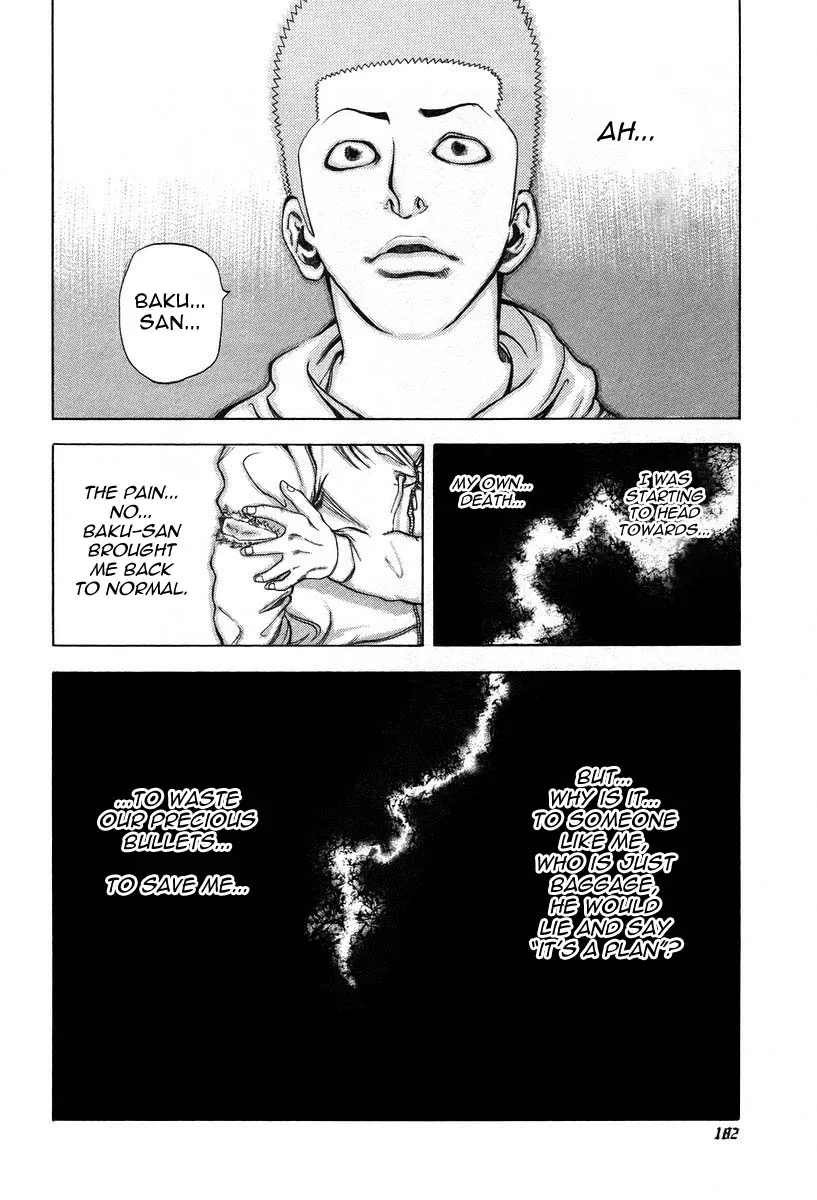 AH...
BAKU...
SAN...
I WAS
STARTING
TO HEAD
TOWARDS...
MY OWN
DEATH...
THE PAIN...
NO...
BAKU-SAN
BROUGHT
ME BACK
TO NORMAL.
BUT...
WHY IS IT...
TO SOMEONE
LIKE ME,
WHO IS JUST
BAGGAGE,
HE WOULD
LIE AND SAY
"IT'S A PLAN"?
...TO WASTE
OUR PRECIOUS
BULLETS...
TO SAVE ME...
182